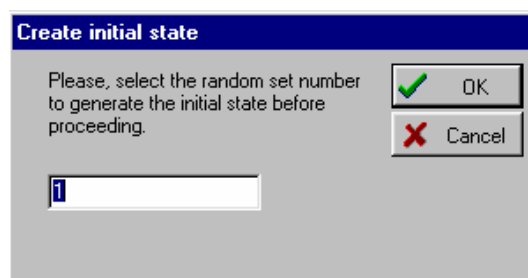 Create initial state
Please, select the random set number
to generate the initial state before
proceeding.
OK
Cancel
1